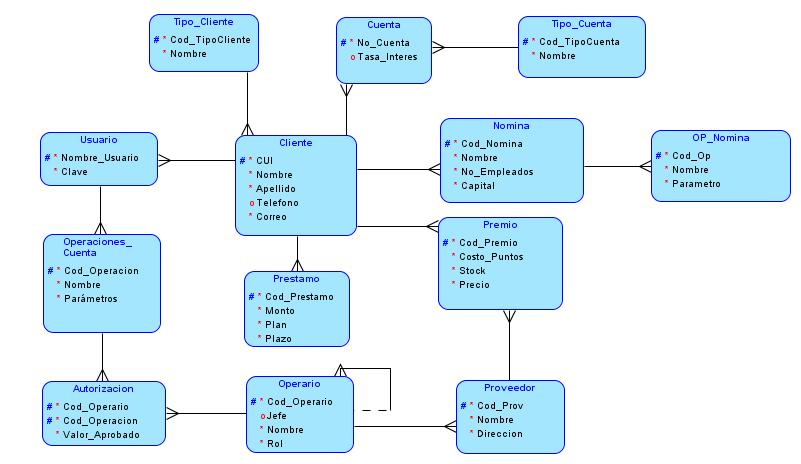 Tipo_Cliente
# * Cod_TipoCliente
* Nombre
Cuenta
# * No_Cuenta
o Tasa_Interes
Tipo_Cuenta
# * Cod_TipoCuenta
* Nombre
Usuario
# * Nombre_Usuario
* Clave
Cliente
# * CUI
* Nombre
* Apellido
o Telefono
* Correo
Nomina
# * Cod_Nomina
* Nombre
* No_Empleados
* Capital
OP_Nomina
# * Cod_Op
* Nombre
* Parametro
Operaciones_
Cuenta
# * Cod_Operacion
* Nombre
* Parámetros
Prestamo
# * Cod_Prestamo
* Monto
* Plan
* Plazo
Premio
# * Cod_Premio
* Costo_Puntos
* Stock
* Precio
Autorizacion
# * Cod_Operario
# * Cod_Operacion
* Valor_Aprobado
Operario
# * Cod_Operario
o Jefe
* Nombre
* Rol
Proveedor
# * Cod_Prov
* Nombre
* Direccion